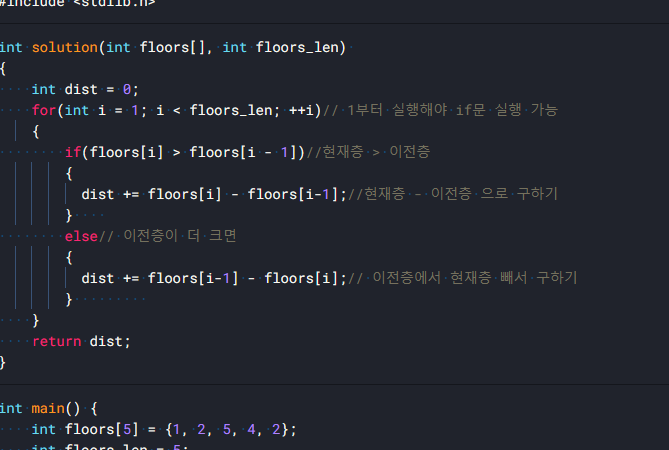 #include <stdlib.h>
int solution(int floors[], int floors_len)
{
    int dist = 0;
    for(int i = 1; i < floors_len; ++i)// 1부터 실행해야 if문 실행 가능
    {
        if(floors[i] > floors[i - 1])//현재층 > 이전층
        {
          dist += floors[i] - floors[i-1];//현재층 - 이전층 으로 구하기
        }
        else// 이전층이 더 크면
        {
          dist += floors[i-1] - floors[i];// 이전층에서 현재층 빼서 구하기
        }
    }
    return dist;
}
int main() {
    int floors[5] = {1, 2, 5, 4, 2};
    int floors_len = 5;